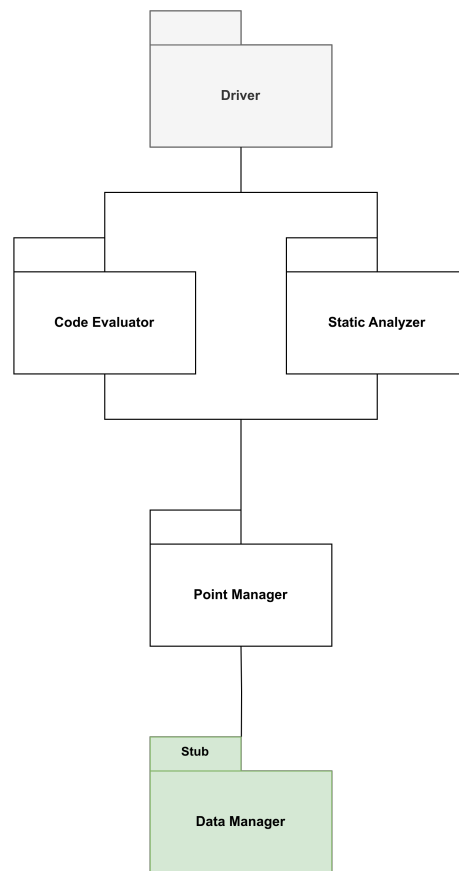 Driver
Code Evaluator
Static Analyzer
Point Manager
Stub
Data Manager